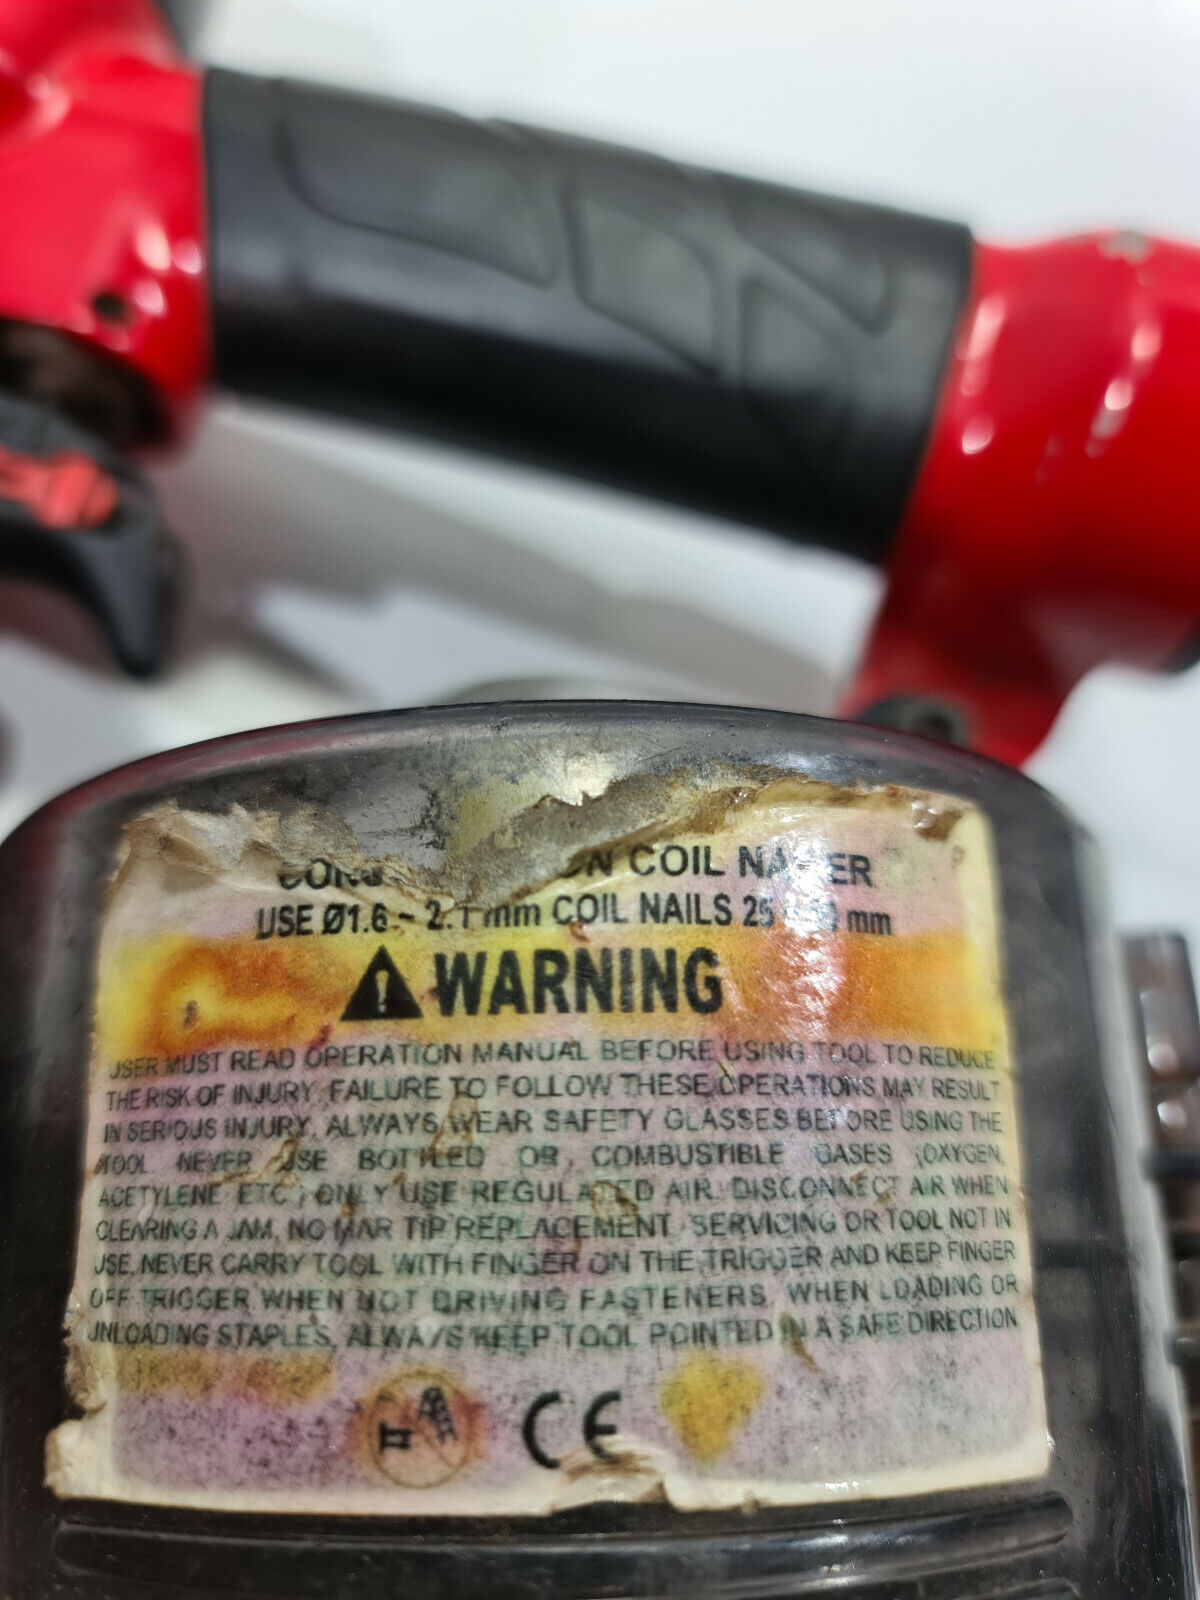 COIL
USE Ø1.6 ~ 2.1 mm COIL NAILS 25 mm
WARNING
USER MUST READ OPERATION MANUAL BEFORE USING TOOL TO REDUCE
THE RISK OF INJURY. FAILURE TO FOLLOW THESE OPERATIONS MAY RESULT
IN SERIOUS INJURY. ALWAYS WEAR SAFETY GLASSES BEFORE USING THE
TOOL NEVER USE BOTTLED OR, COMBUSTIBLE GASES (OXYGEN,
ACETYLENE ETC.) ONLY USE REGULATED AIR. DISCONNECT AIR WHEN
CLEARING A JAM, NO MAR TIP REPLACEMENT. SERVICING OR TOOL NOT IN
USE. NEVER CARRY TOOL WITH FINGER ON THE TRIGGER AND KEEP FINGER
OFF TRIGGER WHEN NOT DRIVING FASTENERS. WHEN LOADING OR
UNLOADING STAPLES, ALWAYS KEEP TOOL POINTED IN A SAFE DIRECTION
CE